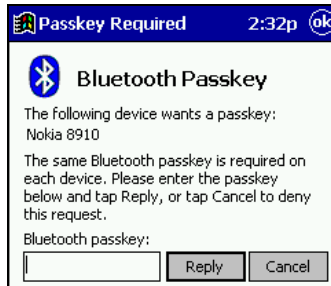 Passkey Required 2:32p ok
Bluetooth Passkey
The following device wants a passkey:
Nokia 8910
The same Bluetooth passkey is required on
each device. Please enter the passkey
below and tap Reply, or tap Cancel to deny
this request.
Bluetooth passkey:
Reply Cancel